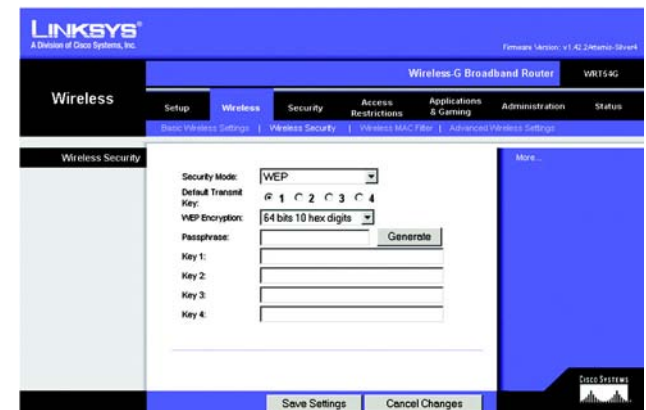 LINKSYS®
A Division of Cisco Systems, Inc.
Firmware Version: v1.42.2
Wireless-G Broadband Router WRT54G
Wireless
Setup Wireless Security Access Restrictions Applications & Gaming Administration Status
Basic Wireless Settings | Wireless Security | Wireless MAC Filter | Advanced Wireless Settings
Wireless Security
More...
Security Mode: WEP
Default Transmit Key: 1 2 3 4
WEP Encryption: 64 bits 10 hex digits
Passphrase: Generate
Key 1:
Key 2:
Key 3:
Key 4:
Save Settings Cancel Changes
CISCO SYSTEMS